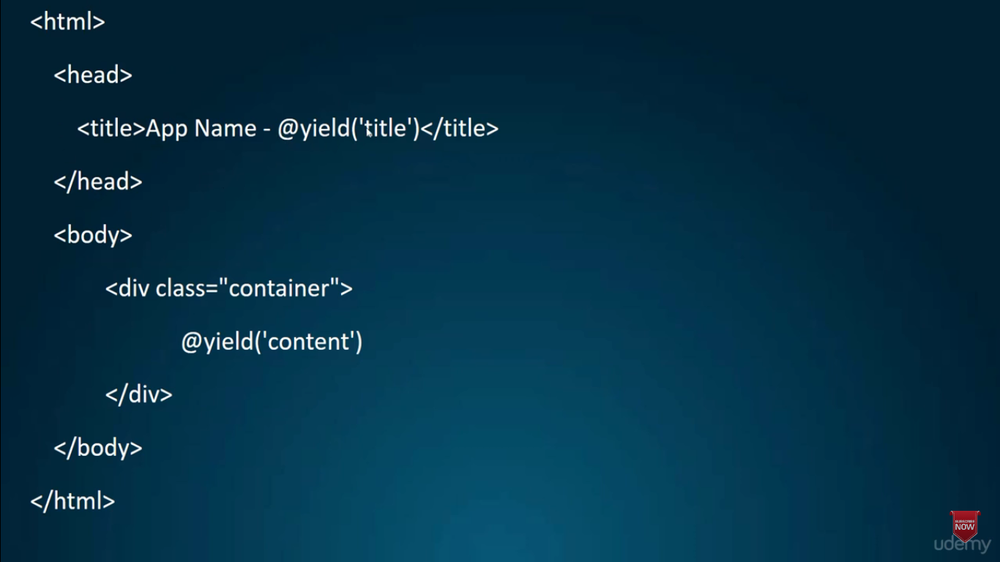 <html>
<head>
<title>App Name - @yield('title')</title>
</head>
<body>
<div class="container">
@yield('content')
</div>
</body>
</html>
SUBSCRIBE
NOW
udemy